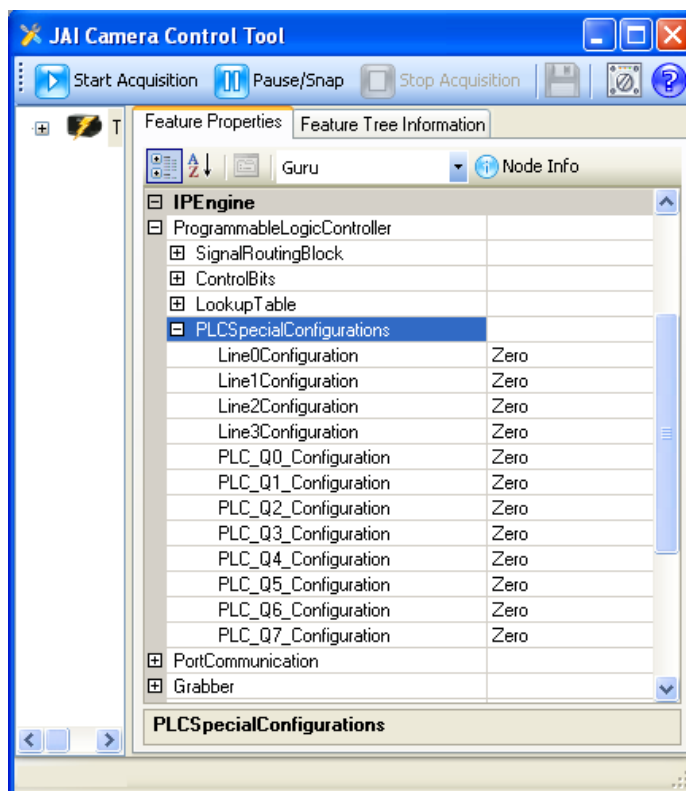 JAI Camera Control Tool
Start Acquisition Pause/Snap Stop Acquisition
T
Feature Properties Feature Tree Information
Guru Node Info
IPEngine
ProgrammableLogicController
SignalRoutingBlock
ControlBits
LookupTable
PLCSpecialConfigurations
Line0Configuration Zero
Line1Configuration Zero
Line2Configuration Zero
Line3Configuration Zero
PLC_Q0_Configuration Zero
PLC_Q1_Configuration Zero
PLC_Q2_Configuration Zero
PLC_Q3_Configuration Zero
PLC_Q4_Configuration Zero
PLC_Q5_Configuration Zero
PLC_Q6_Configuration Zero
PLC_Q7_Configuration Zero
PortCommunication
Grabber
PLCSpecialConfigurations